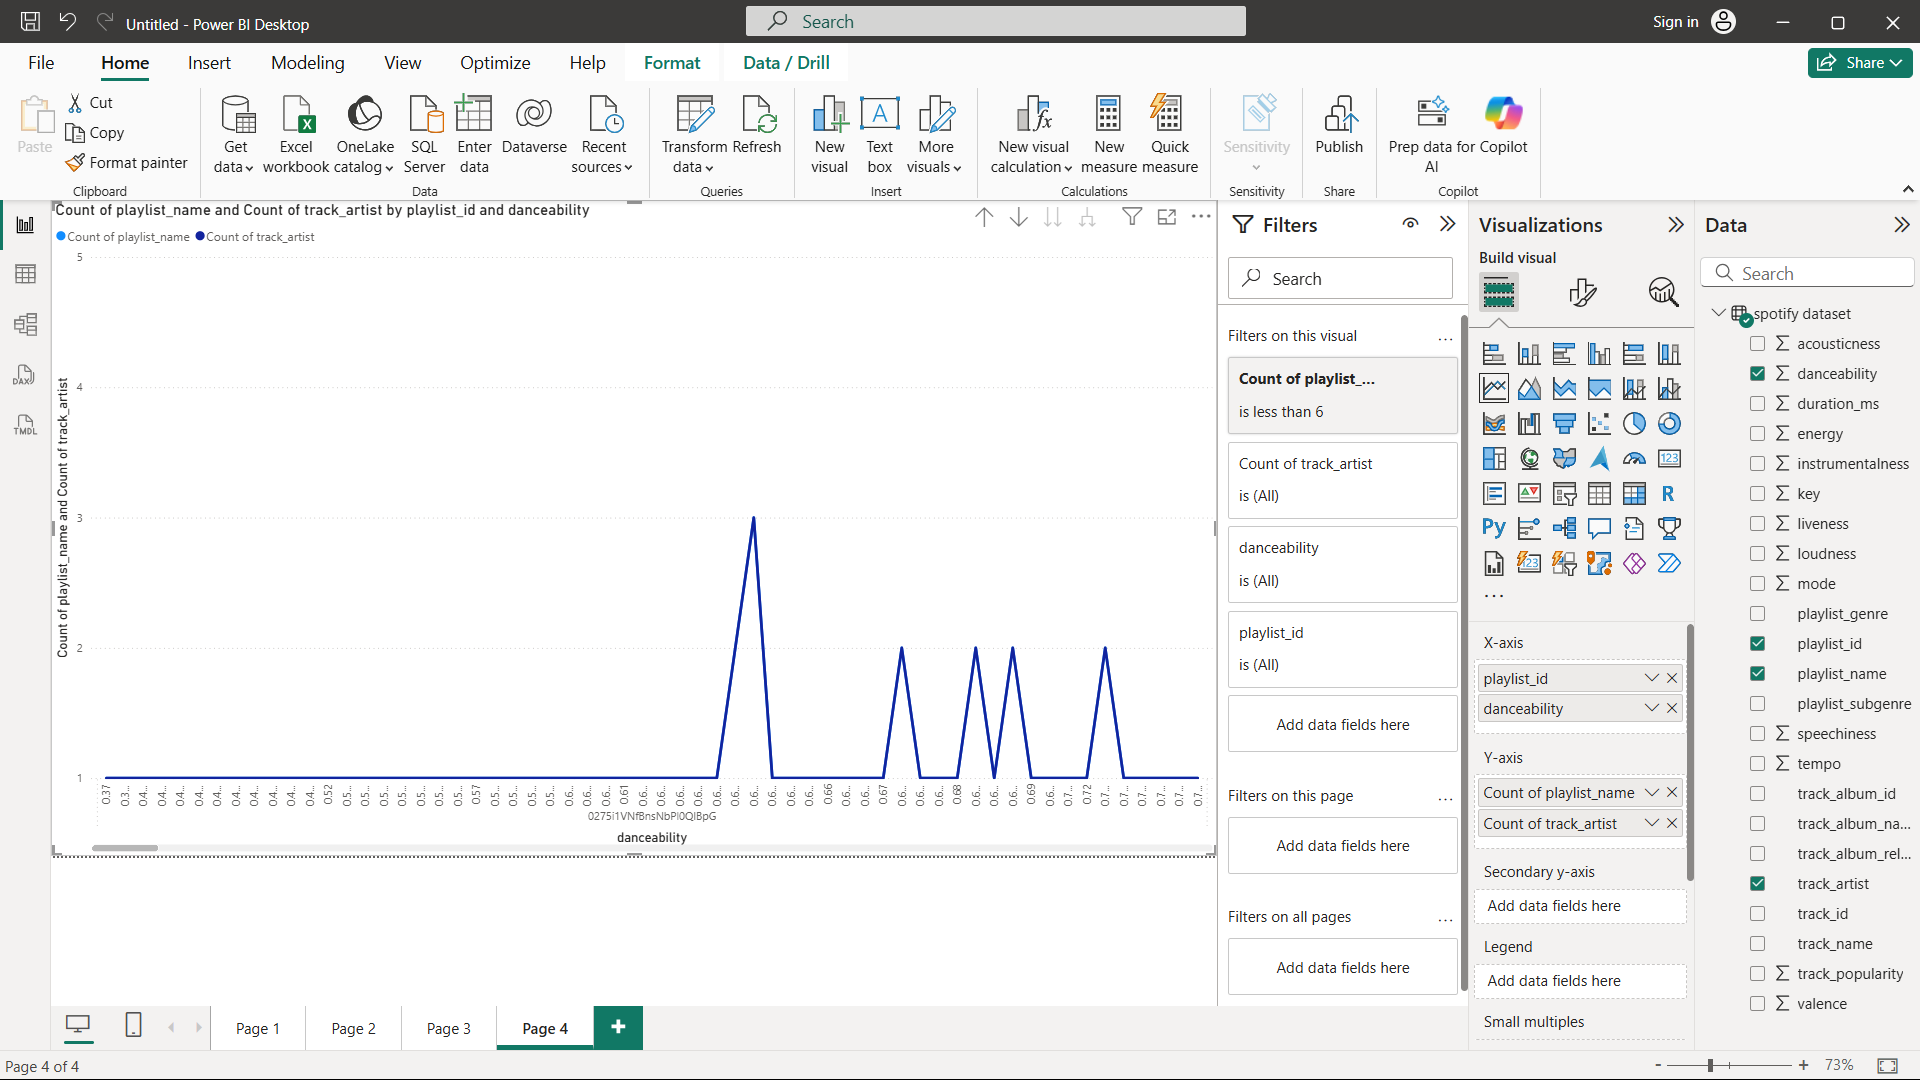 Untitled - Power BI Desktop
Search
Sign in
File
Home
Insert
Modeling
View
Optimize
Help
Format
Data / Drill
Share
Paste
Cut
Copy
Format painter
Clipboard
Get data
Excel workbook
OneLake catalog
SQL Server
Enter data
Dataverse
Recent sources
Data
Transform data
Refresh
Queries
New visual
Text box
More visuals
Insert
New visual calculation
New measure
Quick measure
Calculations
Sensitivity
Sensitivity
Publish
Share
Prep data for AI
Copilot
Copilot
DAX
TMDL
Count of playlist_name and Count of track_artist by playlist_id and danceability
Count of playlist_name
Count of track_artist
Count of playlist_name and Count of track_artist
5
4
3
2
1
0.37 0.3... 0.4... 0.4... 0.4... 0.4... 0.4... 0.4... 0.4... 0.4... 0.4... 0.4... 0.52 0.5... 0.5... 0.5... 0.5... 0.5... 0.5... 0.5... 0.57 0.5... 0.5... 0.5... 0.5... 0.6... 0.6... 0.6... 0.61 0.6... 0.6... 0.6... 0.6... 0.6... 0.6... 0.6... 0.6... 0.6... 0.6... 0.66 0.6... 0.6... 0.67 0.6... 0.6... 0.6... 0.68 0.6... 0.6... 0.6... 0.69 0.6... 0.7... 0.72 0.7... 0.7... 0.7... 0.7... 0.7... 0.7...
danceability
Filters
Search
Filters on this visual
...
Count of playlist_...
is less than 6
Count of track_artist
is (All)
danceability
is (All)
playlist_id
is (All)
Add data fields here
Filters on this page
...
Add data fields here
Filters on all pages
...
Add data fields here
Visualizations
Build visual
123
R
Py
123
...
X-axis
playlist_id
danceability
Y-axis
Count of playlist_name
Count of track_artist
Secondary y-axis
Add data fields here
Legend
Add data fields here
Small multiples
Data
Search
spotify dataset
acousticness
danceability
duration_ms
energy
instrumentalness
key
liveness
loudness
mode
playlist_genre
playlist_id
playlist_name
playlist_subgenre
speechiness
tempo
track_album_id
track_album_na...
track_album_rel...
track_artist
track_id
track_name
track_popularity
valence
Page 1
Page 2
Page 3
Page 4
+
Page 4 of 4
- + 73%